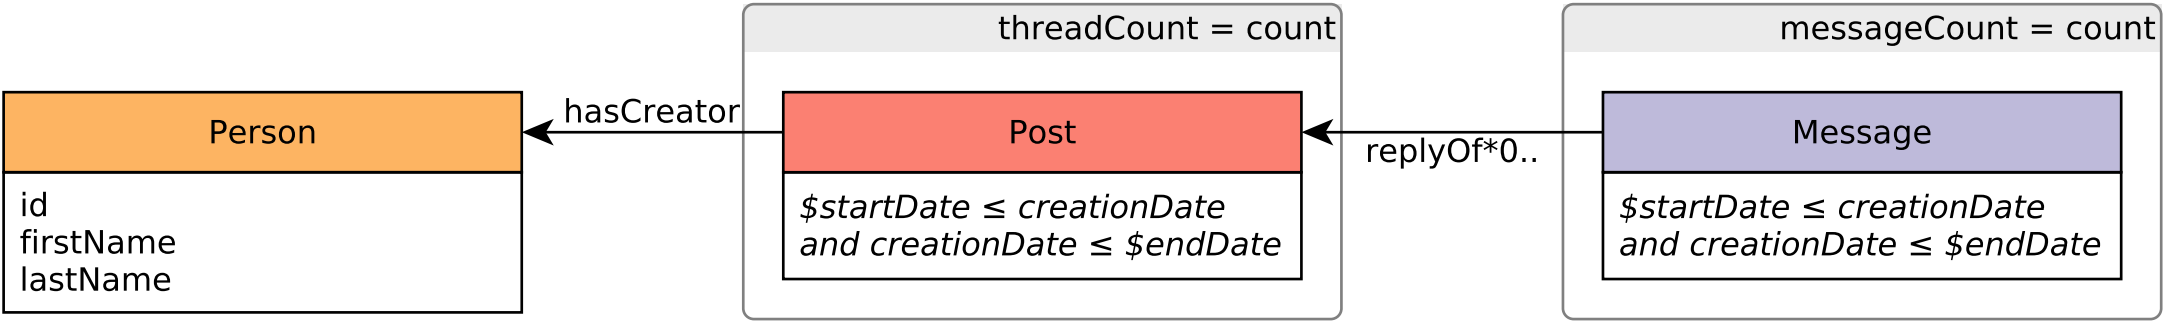 threadCount = count
messageCount = count
Person
hasCreator
Post
replyOf*0..
Message
id
firstName
lastName
$startDate ≤ creationDate
and creationDate ≤ $endDate
$startDate ≤ creationDate
and creationDate ≤ $endDate